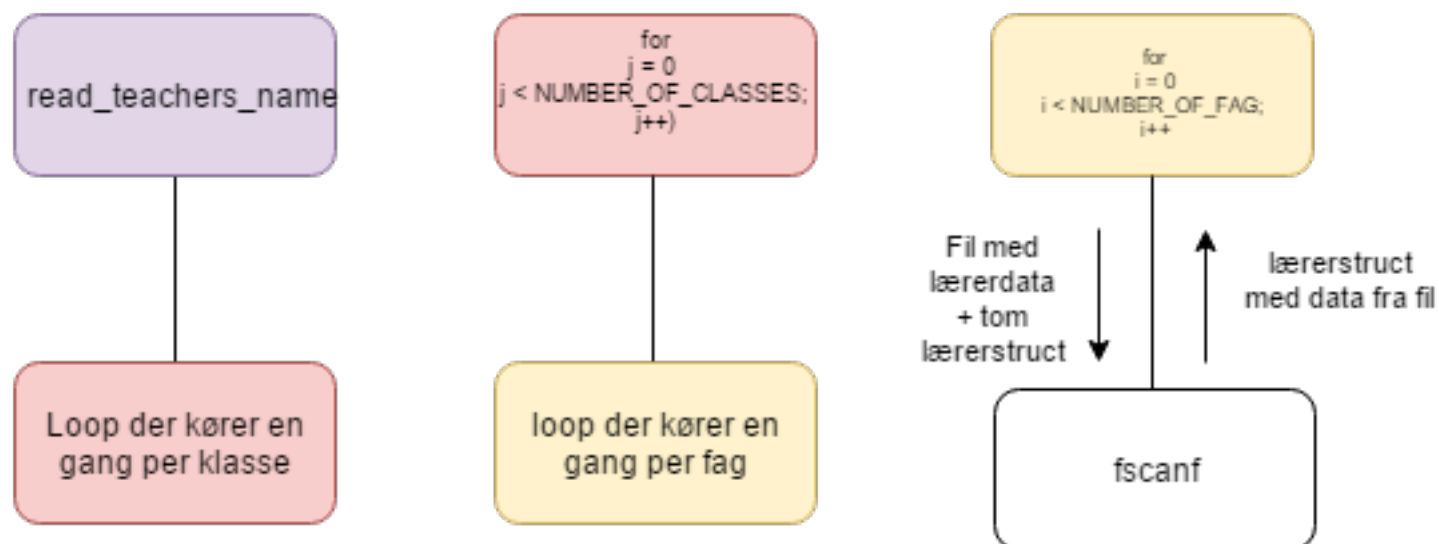 read_teachers_name
for
j = 0
j < NUMBER_OF_CLASSES;
j++)
for
i = 0
i < NUMBER_OF_FAG;
i++
Fil med
lærerdata
+ tom
lærerstruct
lærerstruct
med data fra fil
Loop der kører en
gang per klasse
loop der kører en
gang per fag
fscanf